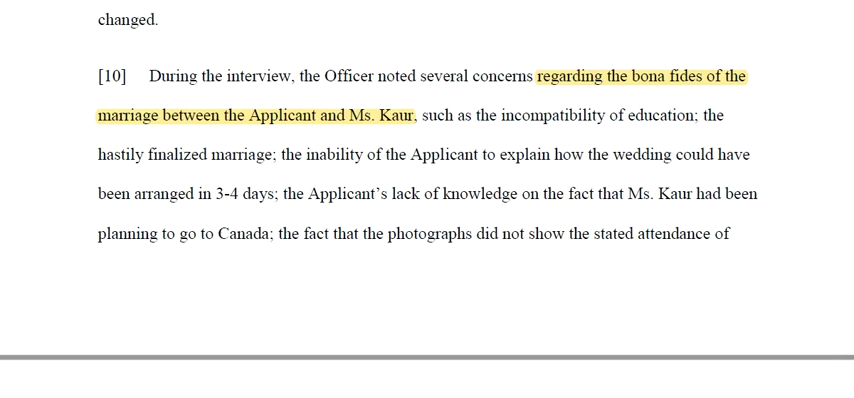 changed.
[10] During the interview, the Officer noted several concerns regarding the bona fides of the
marriage between the Applicant and Ms. Kaur, such as the incompatibility of education; the
hastily finalized marriage; the inability of the Applicant to explain how the wedding could have
been arranged in 3-4 days; the Applicant’s lack of knowledge on the fact that Ms. Kaur had been
planning to go to Canada; the fact that the photographs did not show the stated attendance of